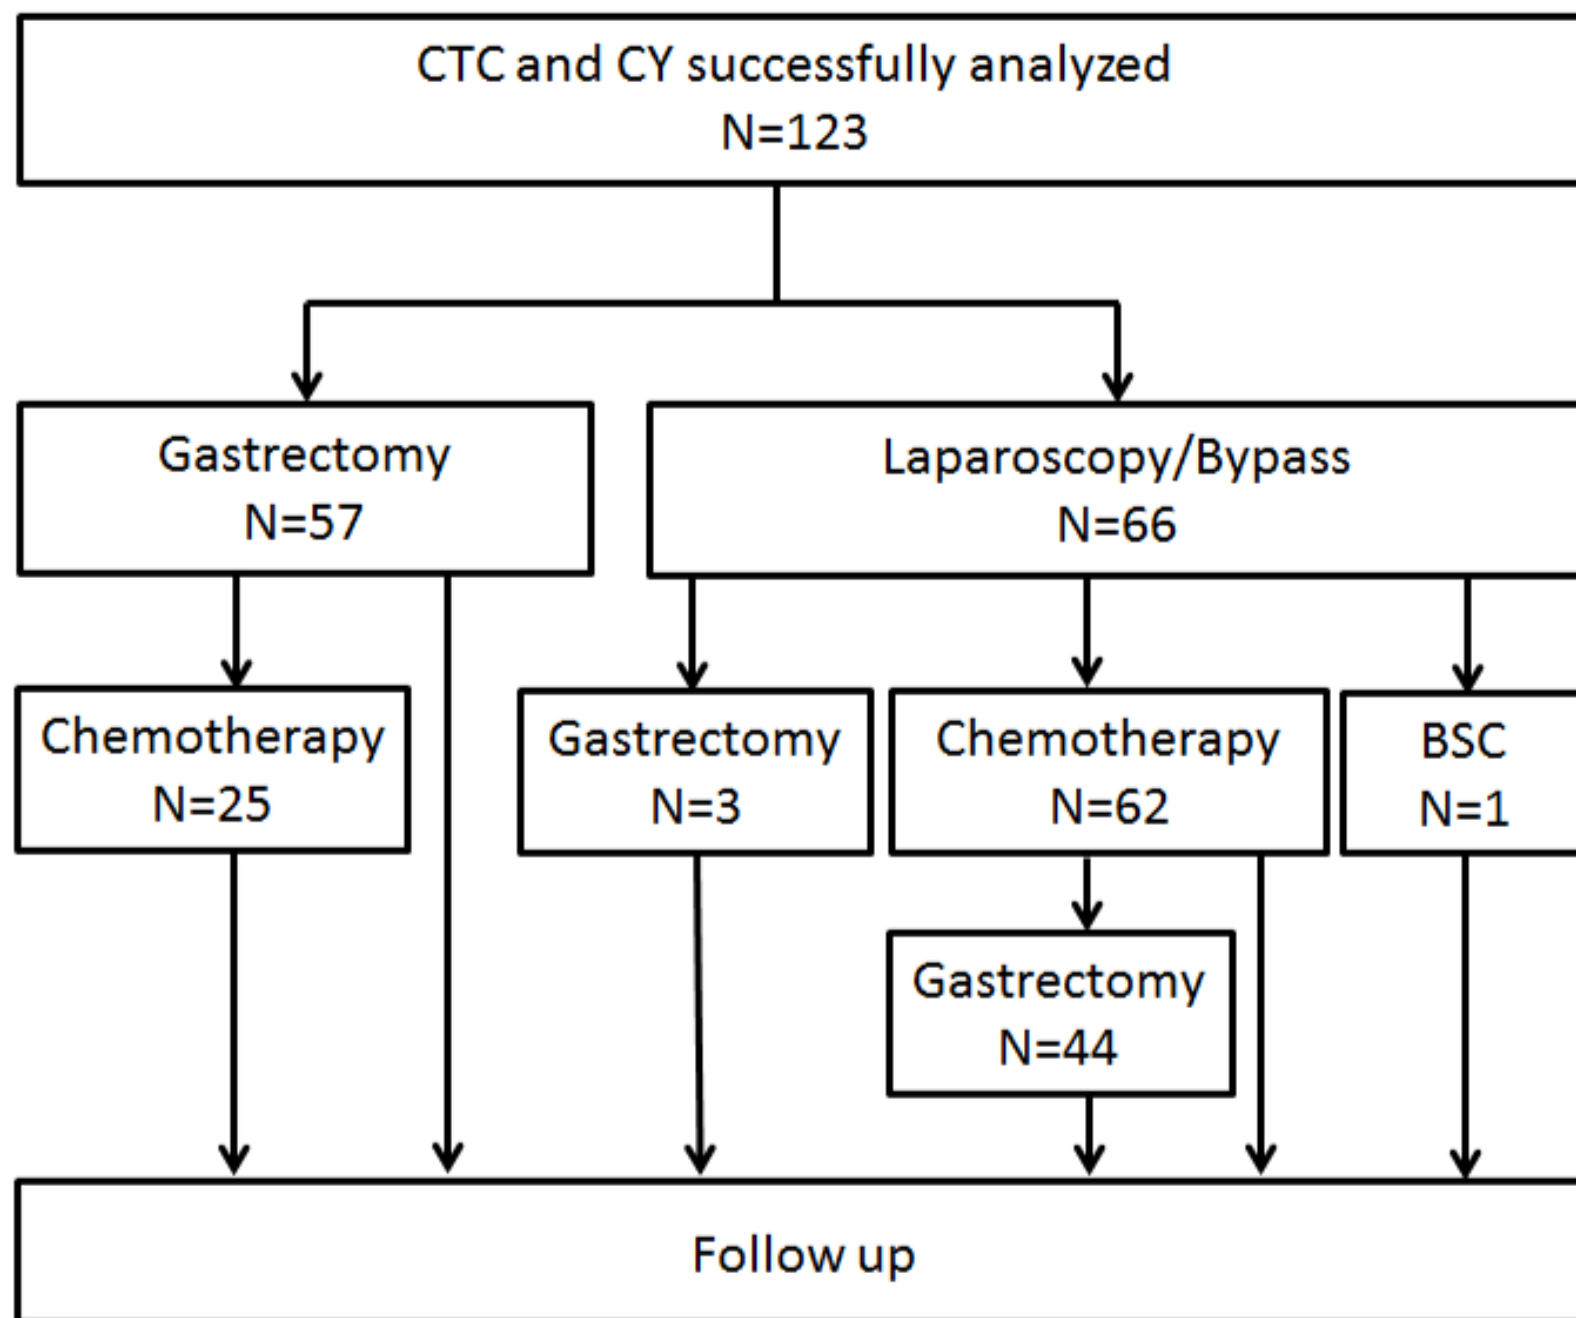 CTC and CY successfully analyzed
N=123
Gastrectomy
N=57
Laparoscopy/Bypass
N=66
Chemotherapy
N=25
Gastrectomy
N=3
Chemotherapy
N=62
BSC
N=1
Gastrectomy
N=44
Follow up